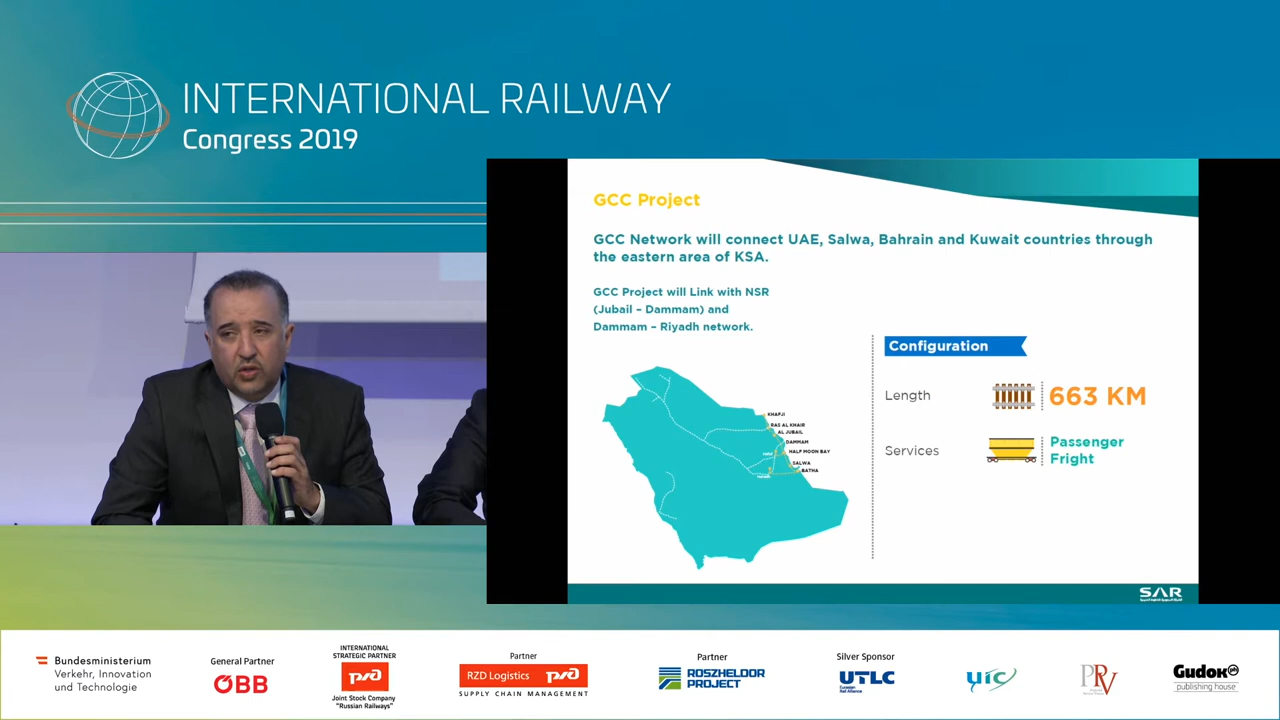 INTERNATIONAL RAILWAY
Congress 2019
GCC Project
GCC Network will connect UAE, Salwa, Bahrain and Kuwait countries through
the eastern area of KSA.
GCC Project will Link with NSR
(Jubail – Dammam) and
Dammam – Riyadh network.
KHAFJI
RAS AL KHAIR
AL JUBAIL
DAMMAM
HALF MOON BAY
SALWA
BATHA
Configuration
Length
663 KM
Services
Passenger
Fright
SAR
Bundesministerium
Verkehr, Innovation
und Technologie
General Partner
ÖBB
INTERNATIONAL
STRATEGIC PARTNER
Joint Stock Company
"Russian Railways"
Partner
RZD Logistics
SUPPLY CHAIN MANAGEMENT
Partner
ROSZHELDOR
PROJECT
Silver Sponsor
UTLC
Eurasian
Rail Alliance
uic
PRV
Gudok
publishing house